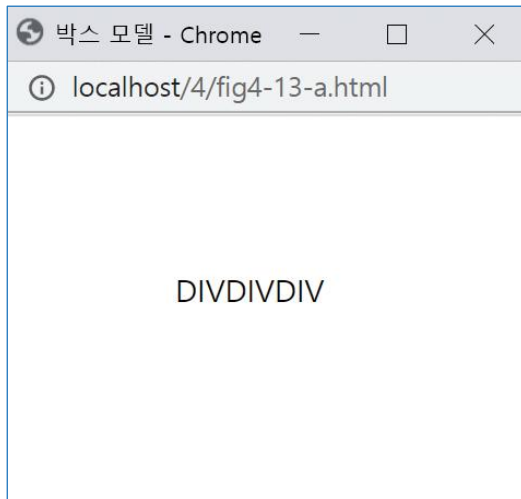 박스 모델 - Chrome
localhost/4/fig4-13-a.html
DIVDIVDIV